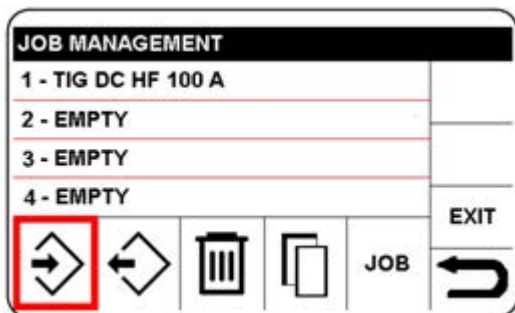 JOB MANAGEMENT
1 - TIG DC HF 100 A
2 - EMPTY
3 - EMPTY
4 - EMPTY
EXIT
JOB